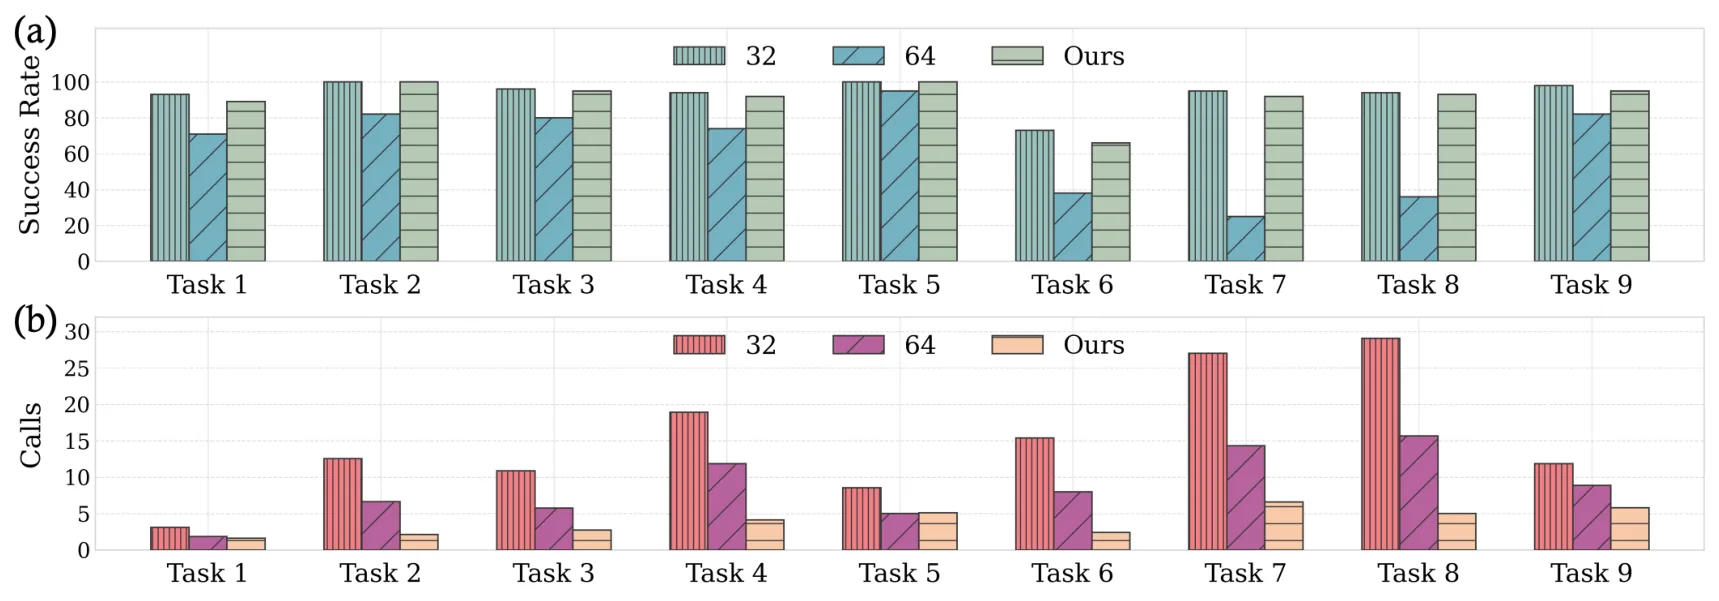 (a)
Success Rate
100
80
60
40
20
0
32 64 Ours
Task 1 Task 2 Task 3 Task 4 Task 5 Task 6 Task 7 Task 8 Task 9
(b)
Calls
30
25
20
15
10
5
0
32 64 Ours
Task 1 Task 2 Task 3 Task 4 Task 5 Task 6 Task 7 Task 8 Task 9